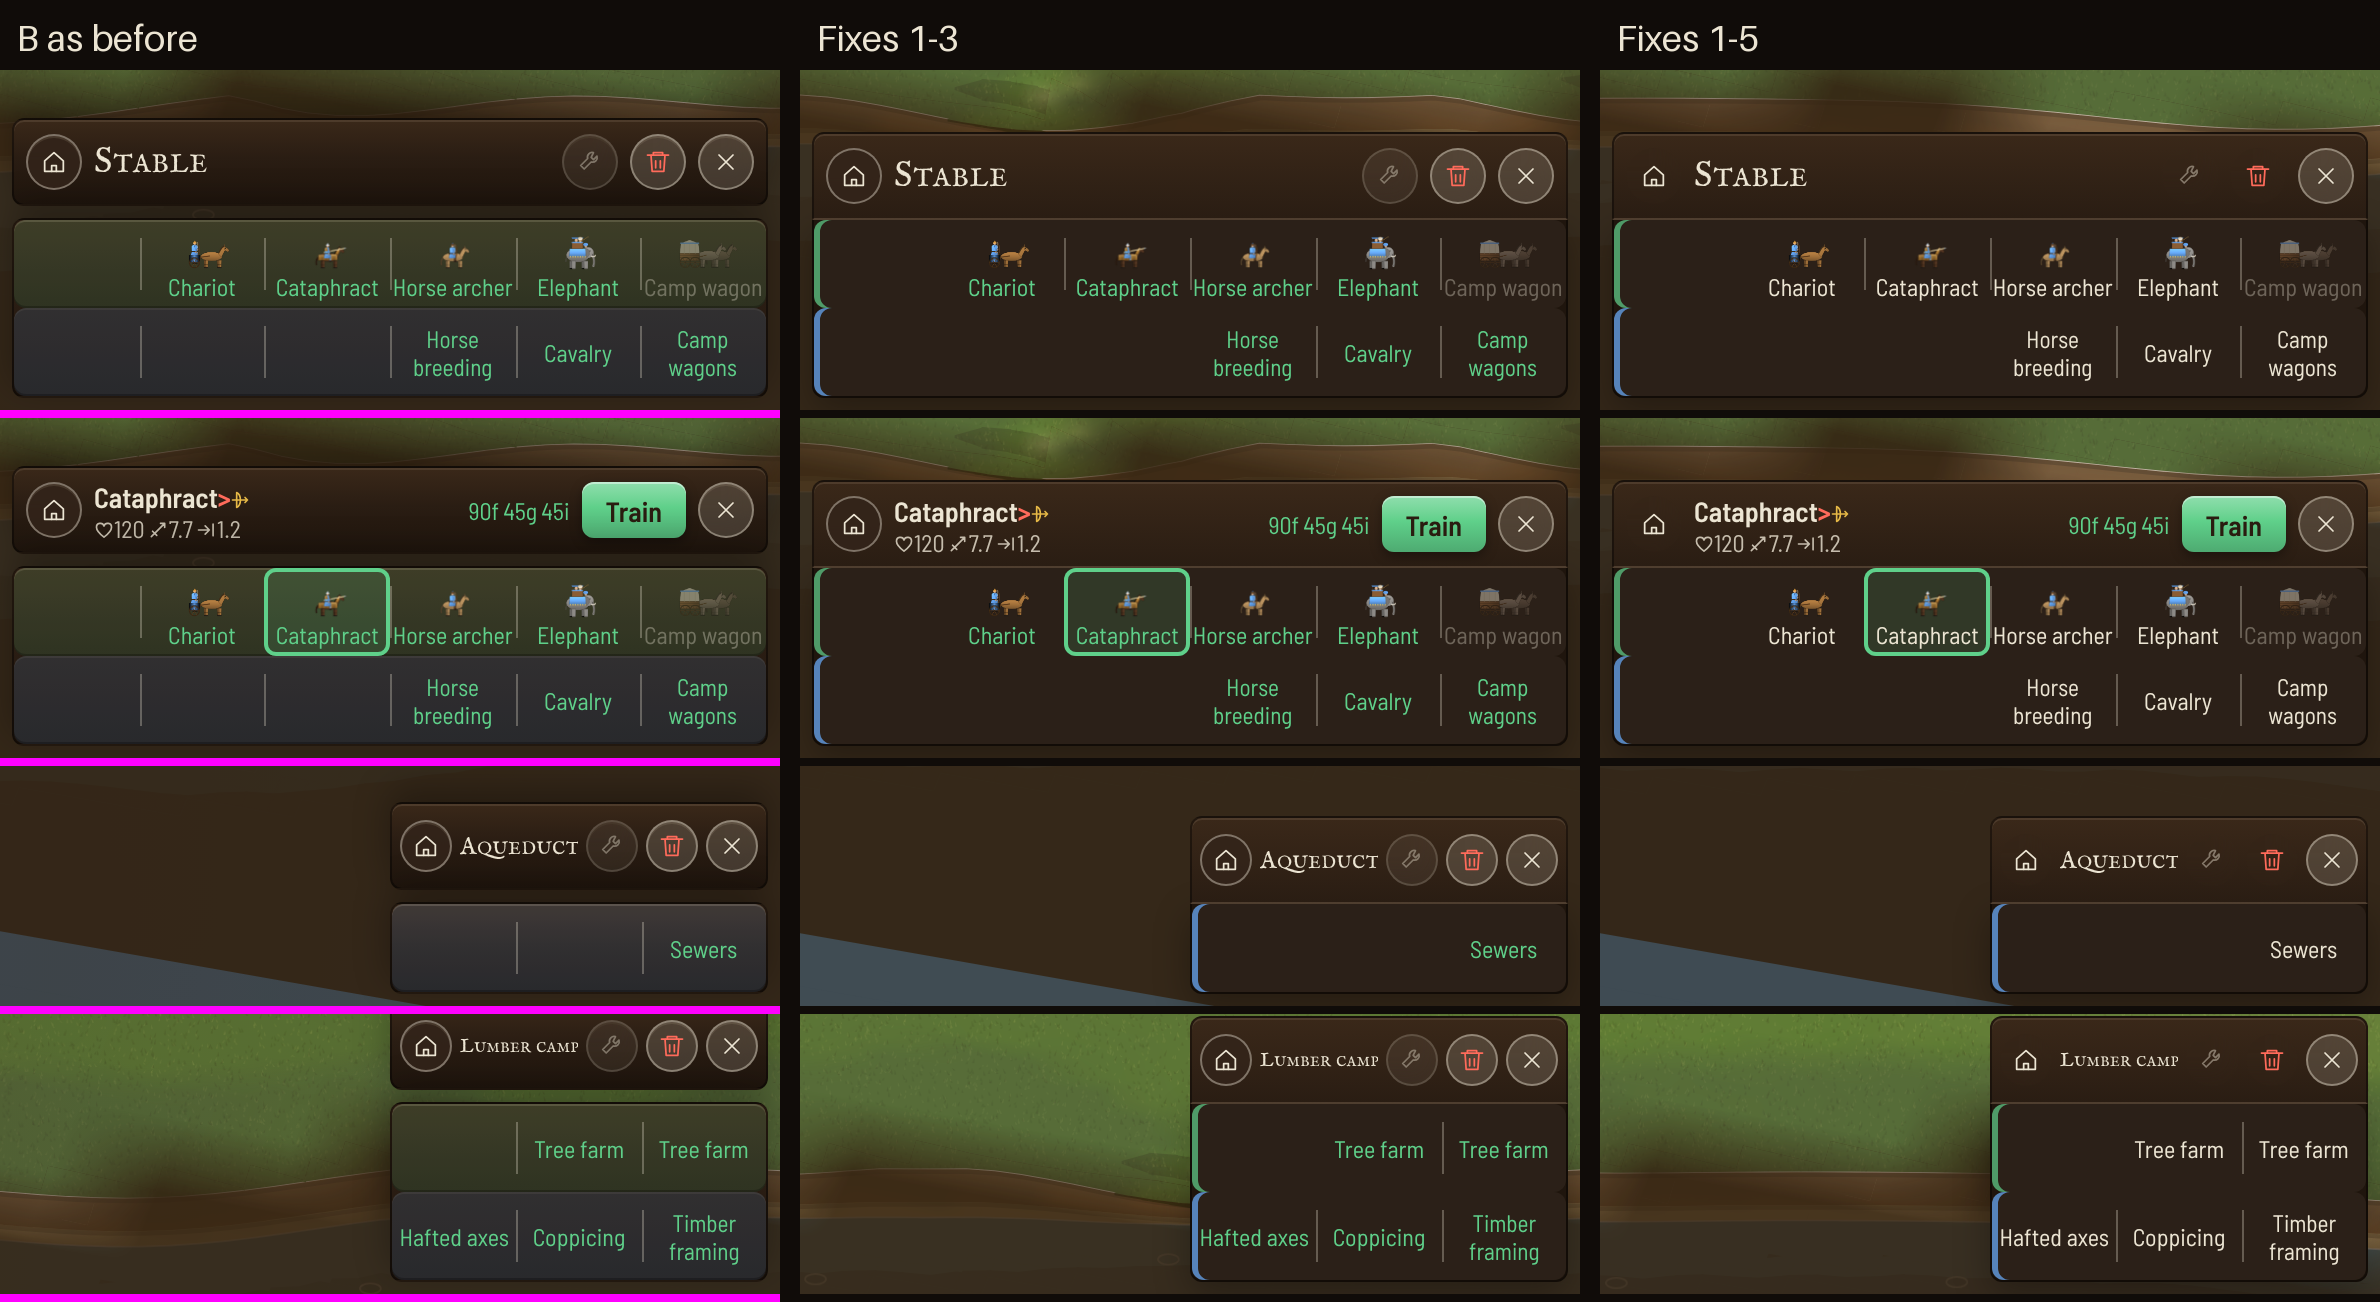 B as before
Fixes 1-3
Fixes 1-5
Stable
Chariot Cataphract Horse archer Elephant Camp wagon
Horse breeding Cavalry Camp wagons
Stable
Chariot Cataphract Horse archer Elephant Camp wagon
Horse breeding Cavalry Camp wagons
Stable
Chariot Cataphract Horse archer Elephant Camp wagon
Horse breeding Cavalry Camp wagons
Cataphract>
120 7.7 1.2
90f 45g 45i
Train
Chariot Cataphract Horse archer Elephant Camp wagon
Horse breeding Cavalry Camp wagons
Cataphract>
120 7.7 1.2
90f 45g 45i
Train
Chariot Cataphract Horse archer Elephant Camp wagon
Horse breeding Cavalry Camp wagons
Cataphract>
120 7.7 1.2
90f 45g 45i
Train
Chariot Cataphract Horse archer Elephant Camp wagon
Horse breeding Cavalry Camp wagons
Aqueduct
Sewers
Aqueduct
Sewers
Aqueduct
Sewers
Lumber camp
Tree farm Tree farm
Hafted axes Coppicing Timber framing
Lumber camp
Tree farm Tree farm
Hafted axes Coppicing Timber framing
Lumber camp
Tree farm Tree farm
Hafted axes Coppicing Timber framing